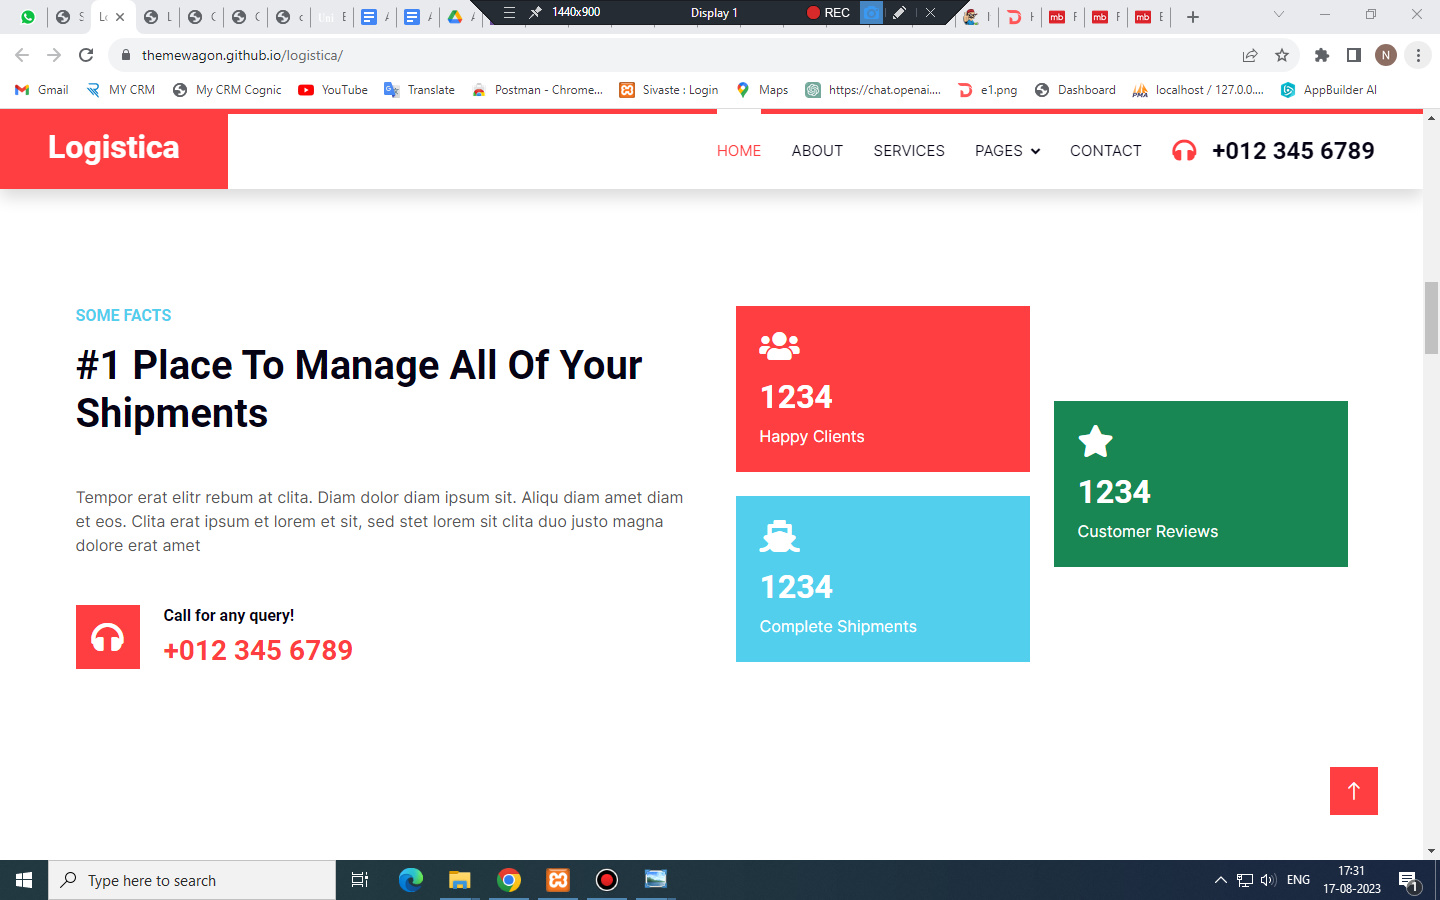 1440x900
Display 1
REC
themewagon.github.io/logistica/
N
Gmail
MY CRM
My CRM Cognic
YouTube
Translate
Postman - Chrome...
Sivaste : Login
Maps
https://chat.openai....
e1.png
Dashboard
localhost / 127.0.0....
AppBuilder AI
Logistica
HOME
ABOUT
SERVICES
PAGES
CONTACT
+012 345 6789
SOME FACTS
#1 Place To Manage All Of Your
Shipments
Tempor erat elitr rebum at clita. Diam dolor diam ipsum sit. Aliqu diam amet diam
et eos. Clita erat ipsum et lorem et sit, sed stet lorem sit clita duo justo magna
dolore erat amet
Call for any query!
+012 345 6789
1234
Happy Clients
1234
Complete Shipments
1234
Customer Reviews
Type here to search
ENG
17:31
17-08-2023
1